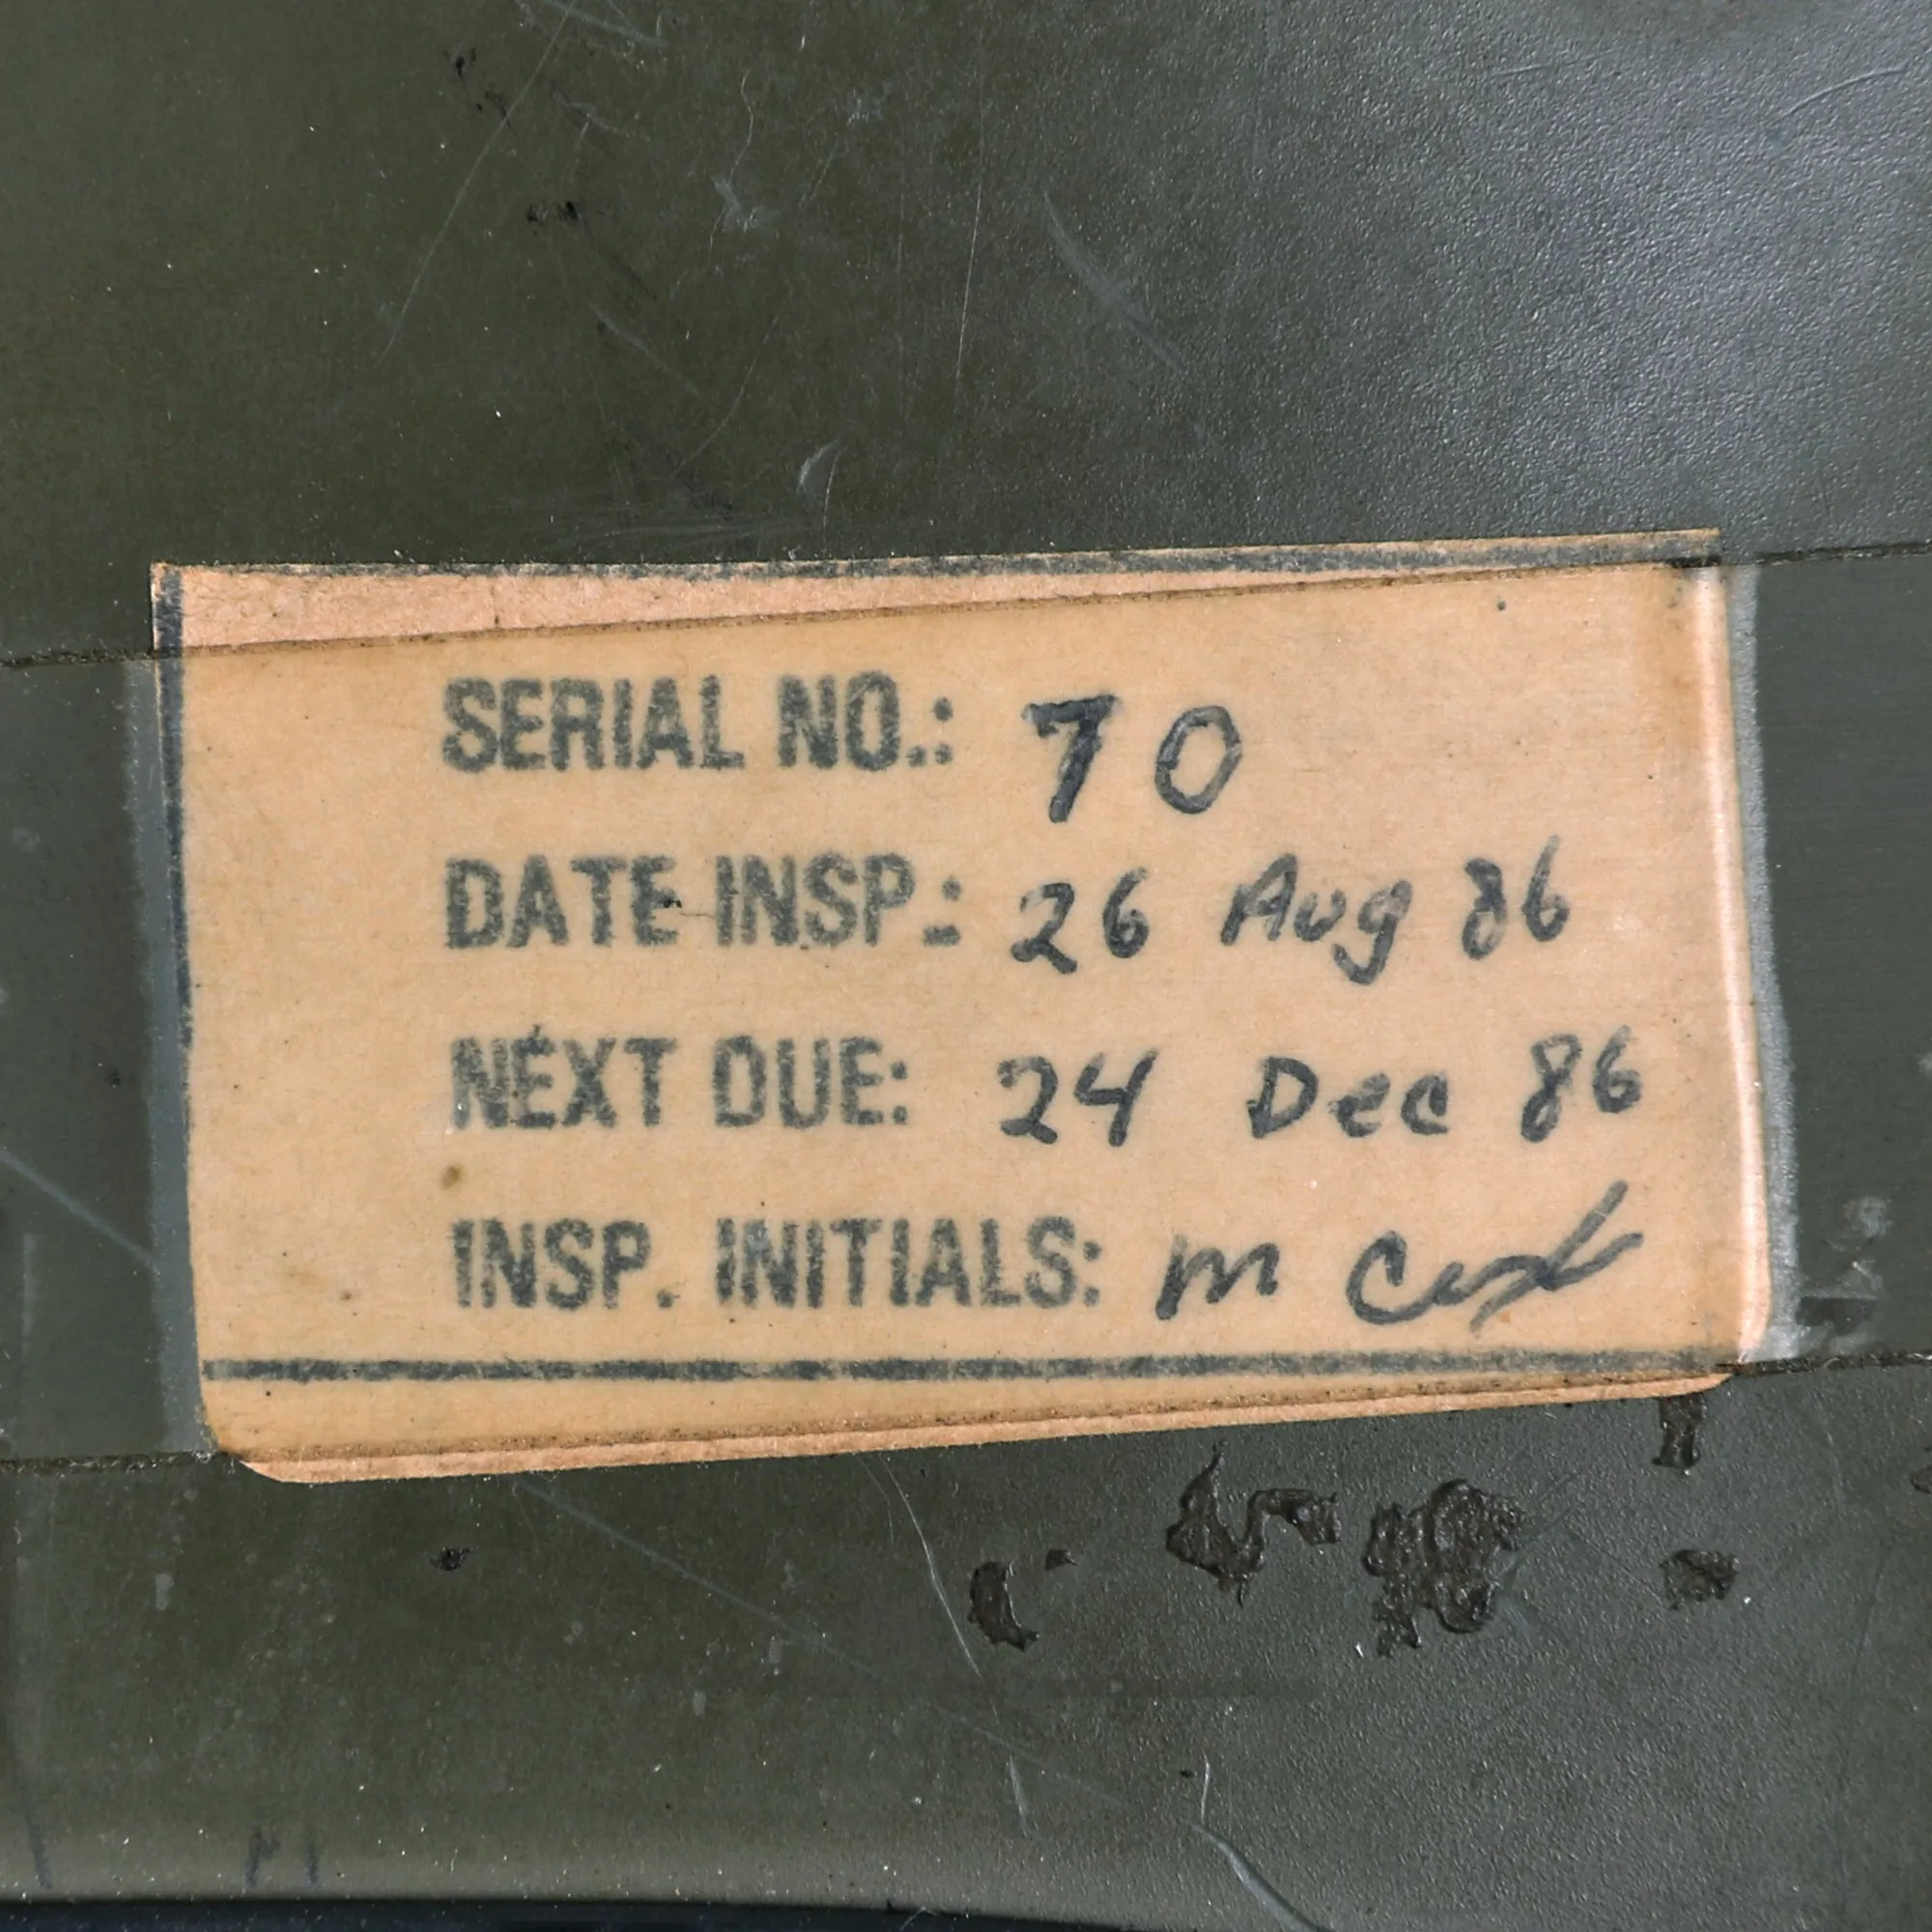 SERIAL NO.: 70
DATE INSP.: 26 Aug 86
NEXT DUE: 24 Dec 86
INSP. INITIALS: m